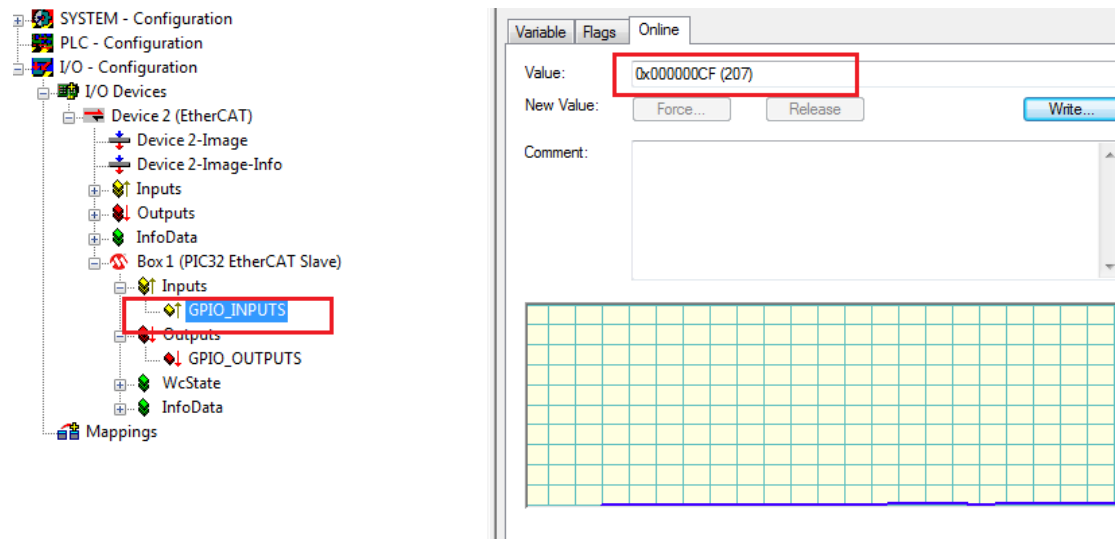 SYSTEM - Configuration
PLC - Configuration
I/O - Configuration
I/O Devices
Device 2 (EtherCAT)
Device 2-Image
Device 2-Image-Info
Inputs
Outputs
InfoData
Box 1 (PIC32 EtherCAT Slave)
Inputs
GPIO_INPUTS
Outputs
GPIO_OUTPUTS
WcState
InfoData
Mappings
Variable Flags Online
Value: 0x000000CF (207)
New Value: Force... Release Write...
Comment: